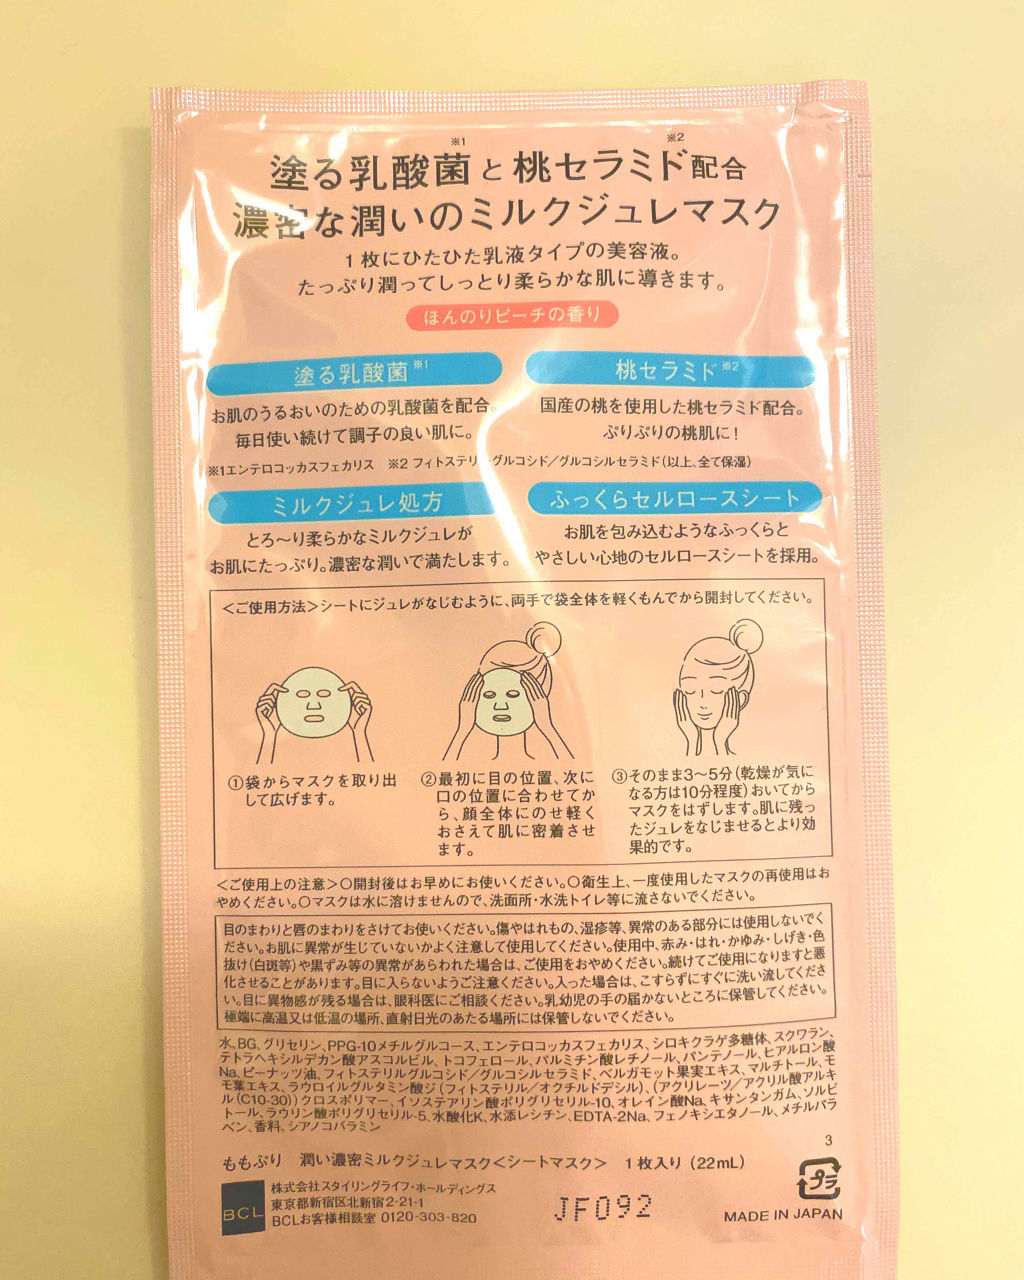 ※1 ※2
塗る乳酸菌と桃セラミド配合
濃密な潤いのミルクジュレマスク
1枚にひたひた乳液タイプの美容液。
たっぷり潤ってしっとり柔らかな肌に導きます。
ほんのりピーチの香り
塗る乳酸菌※1
桃セラミド※2
お肌のうるおいのための乳酸菌を配合。
毎日使い続けて調子の良い肌に。
国産の桃を使用した桃セラミド配合。
ぷりぷりの桃肌に!
※1エンテロコッカスフェカリス ※2 フィトステリルグルコシド/グルコシルセラミド(以上、全て保湿)
ミルクジュレ処方
ふっくらセルロースシート
とろ〜り柔らかなミルクジュレが
お肌にたっぷり。濃密な潤いで満たします。
お肌を包み込むようなふっくらと
やさしい心地のセルロースシートを採用。
<ご使用方法>シートにジュレがなじむように、両手で袋全体を軽くもんでから開封してください。
①袋からマスクを取り出
して広げます。
②最初に目の位置、次に
口の位置に合わせてか
ら、顔全体にのせ軽く
おさえて肌に密着させ
ます。
③そのまま3〜5分(乾燥が気に
なる方は10分程度)おいてから
マスクをはずします。肌に残っ
たジュレをなじませるとより効
果的です。
<ご使用上の注意>○開封後はお早めにお使いください。○衛生上、一度使用したマスクの再使用はお
やめください。○マスクは水に溶けませんので、洗面所・水洗トイレ等に流さないでください。
目のまわりと唇のまわりをさけてお使いください。傷やはれもの、湿疹等、異常のある部分には使用しないでく
ださい。お肌に異常が生じていないかよく注意して使用してください。使用中、赤み・はれ・かゆみ・しげき・色
抜け(白斑等)や黒ずみ等の異常があらわれた場合は、ご使用をおやめください。続けてご使用になりますと悪
化させることがあります。目に入らないようご注意ください。入った場合は、こすらずにすぐに洗い流してくださ
い。目に異物感が残る場合は、眼科医にご相談ください。乳幼児の手の届かないところに保管してください。
極端に高温又は低温の場所、直射日光のあたる場所には保管しないでください。
水、BG、グリセリン、PPG-10メチルグルコース、エンテロコッカスフェカリス、シロキクラゲ多糖体、スクワラン、
テトラヘキシルデカン酸アスコルビル、トコフェロール、パルミチン酸レチノール、パンテノール、ヒアルロン酸
Na、ピーナッツ油、フィトステリルグルコシド/グルコシルセラミド、ベルガモット果実エキス、マルチトール、モ
モ葉エキス、ラウロイルグルタミン酸ジ(フィトステリル/オクチルドデシル)、(アクリレーツ/アクリル酸アルキ
ル(C10-30))クロスポリマー、イソステアリン酸ポリグリセリル-10、オレイン酸Na、キサンタンガム、ソルビ
トール、ラウリン酸ポリグリセリル-5、水酸化K、水添レシチン、EDTA-2Na、フェノキシエタノール、メチルパラ
ベン、香料、シアノコバラミン
3
ももぷり 潤い濃密ミルクジュレマスク<シートマスク> 1枚入り(22mL)
プラ
BCL
株式会社スタイリングライフ・ホールディングス
東京都新宿区北新宿2-21-1
BCLお客様相談室 0120-303-820
JF092
MADE IN JAPAN